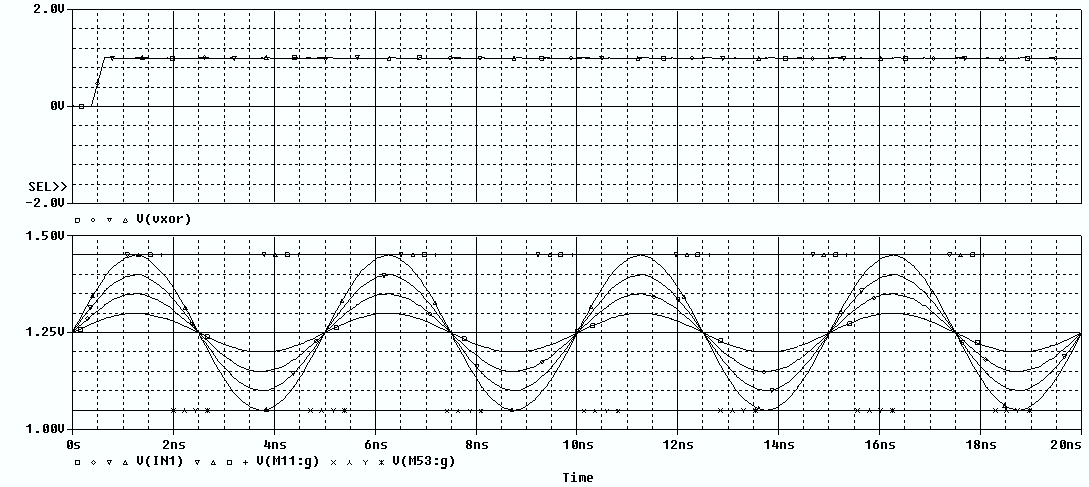 2.0V
0V
SEL>>
-2.0V
V(vxor)
1.50V
1.25V
1.00V
0s 2ns 4ns 6ns 8ns 10ns 12ns 14ns 16ns 18ns 20ns
V(IN1) V(M11:g) V(M53:g)
Time